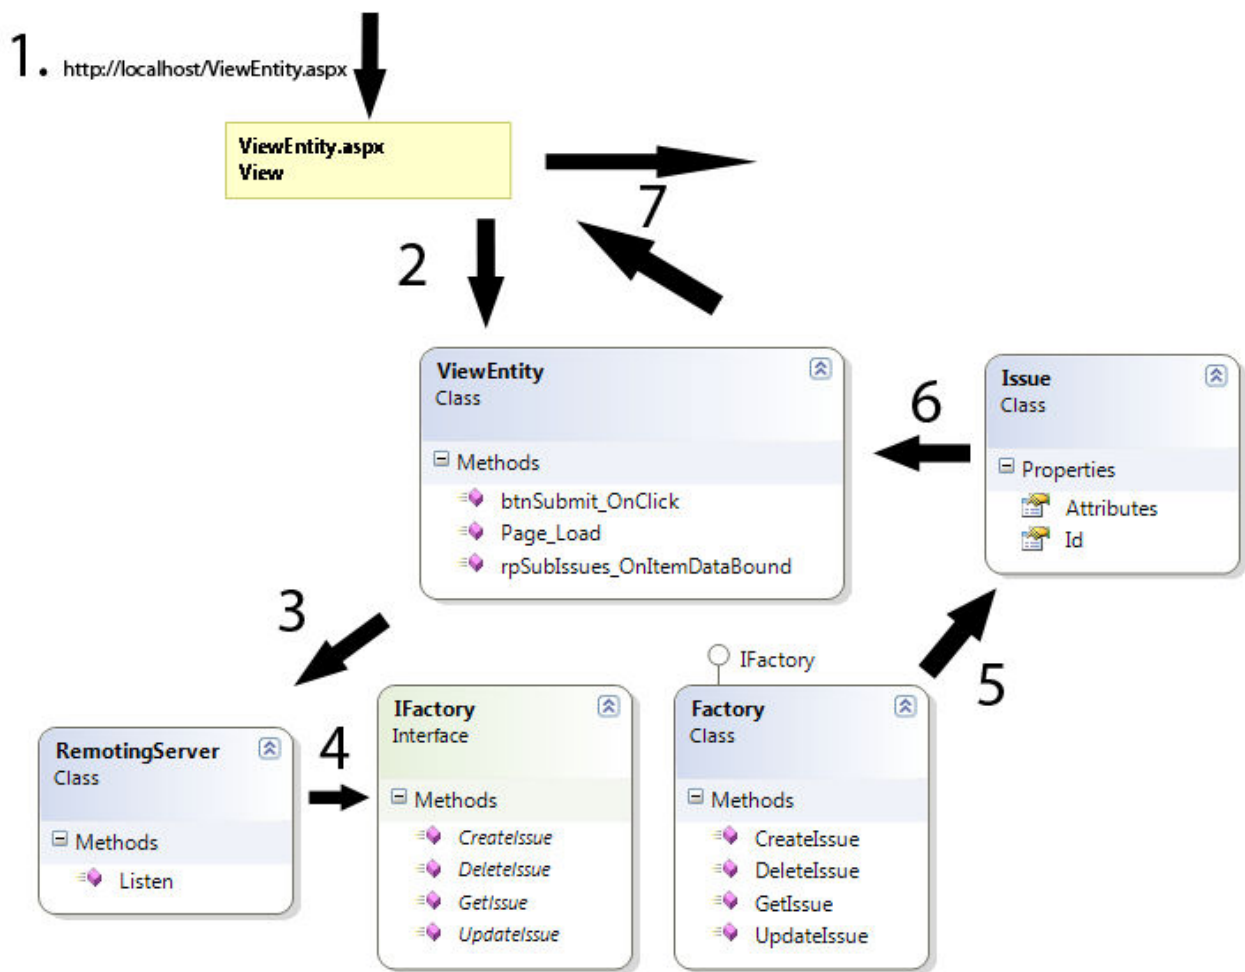 1. http://localhost/ViewEntity.aspx
ViewEntity.aspx
View
7
2
ViewEntity
Class
Methods
btnSubmit_OnClick
Page_Load
rpSubIssues_OnItemDataBound
6
Issue
Class
Properties
Attributes
Id
3
RemotingServer
Class
Methods
Listen
4
IFactory
Interface
Methods
CreateIssue
DeleteIssue
GetIssue
UpdateIssue
IFactory
Factory
Class
Methods
CreateIssue
DeleteIssue
GetIssue
UpdateIssue
5